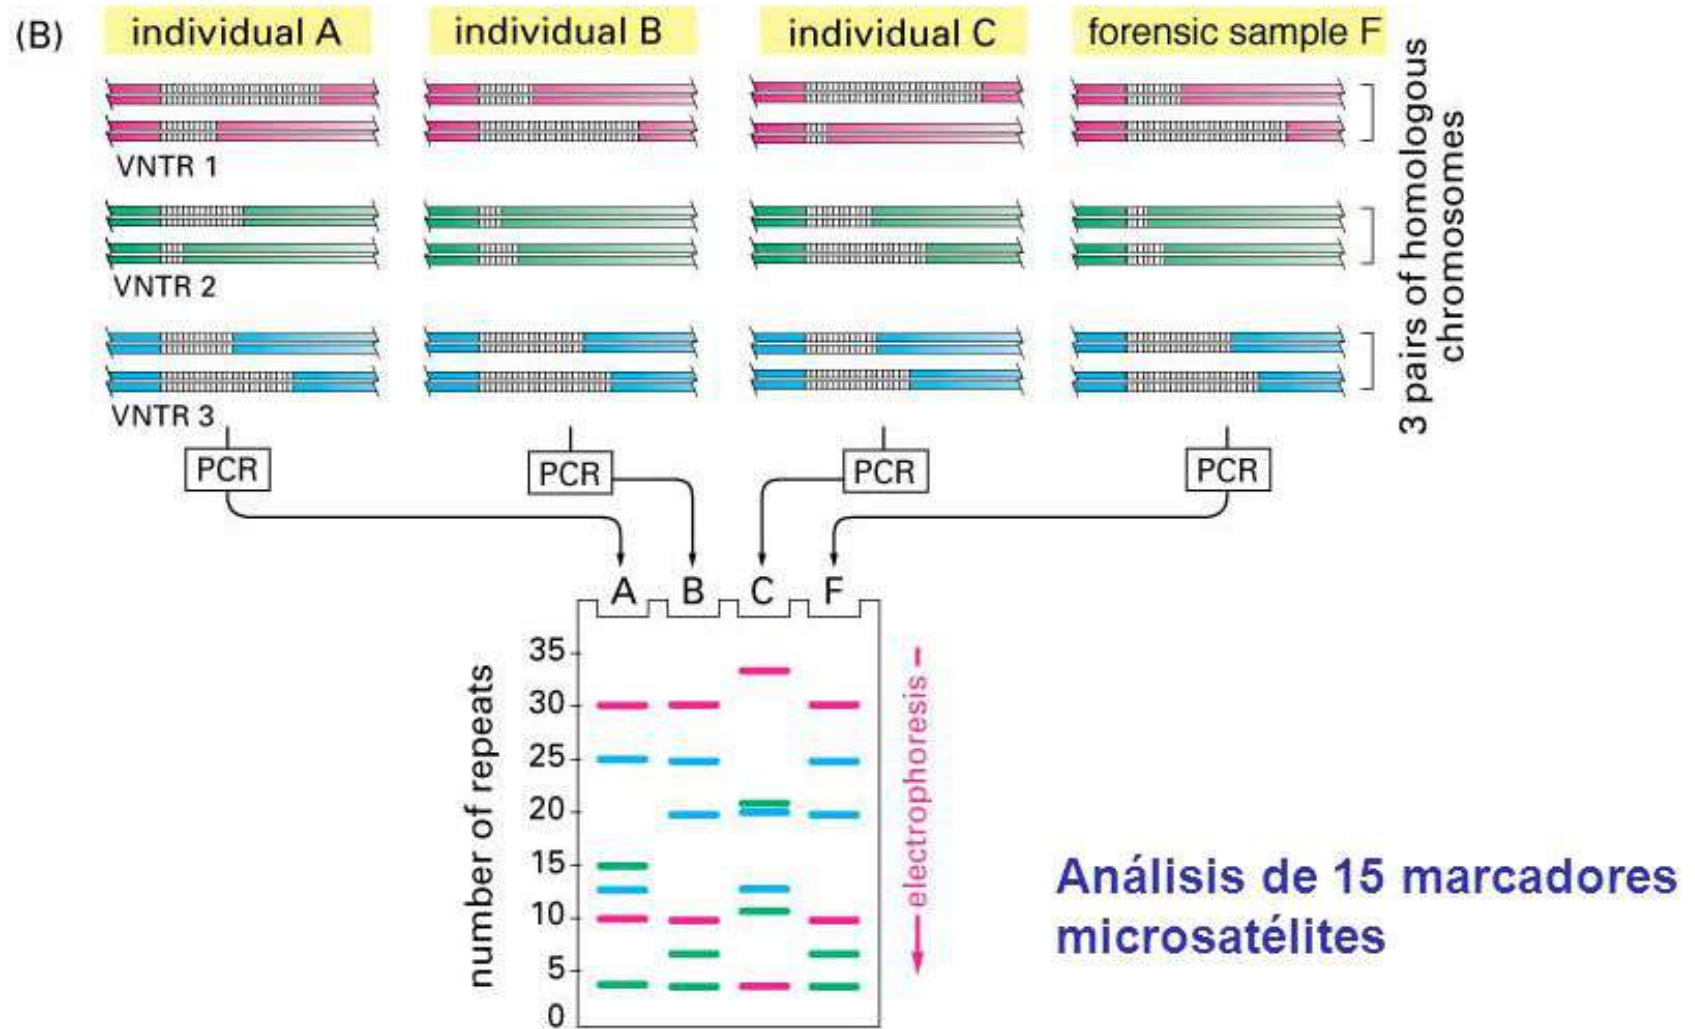 (B)
individual A
individual B
individual C
forensic sample F
VNTR 1
VNTR 2
VNTR 3
3 pairs of homologous
chromosomes
PCR
PCR
PCR
PCR
A
B
C
F
number of repeats
35
30
25
20
15
10
5
0
electrophoresis
Análisis de 15 marcadores
microsatélites